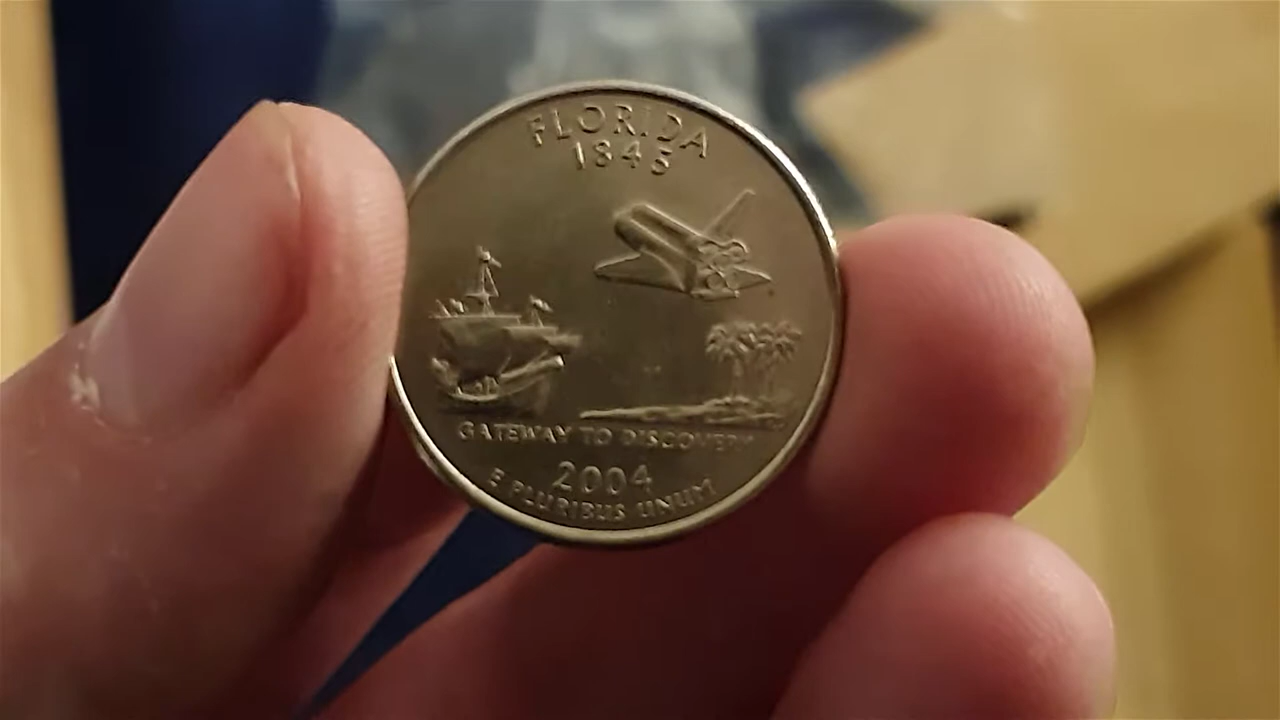 FLORIDA
1845
GATEWAY TO DISCOVERY
2004
E PLURIBUS UNUM